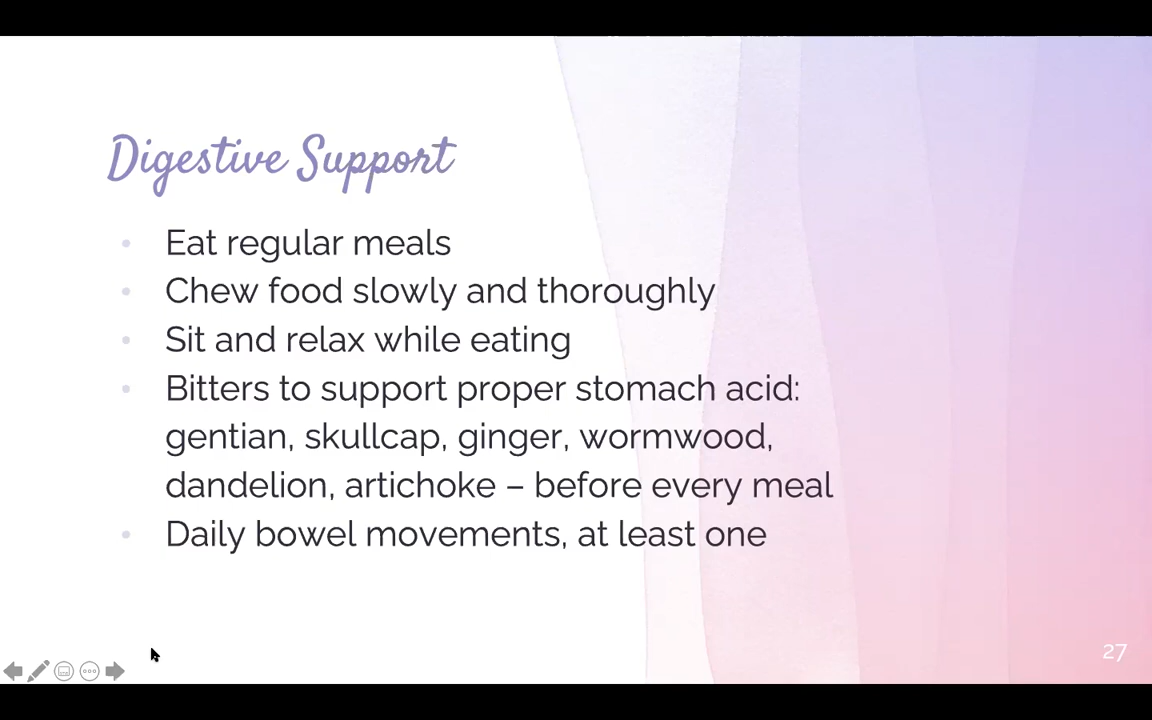 Digestive Support
• Eat regular meals
• Chew food slowly and thoroughly
• Sit and relax while eating
• Bitters to support proper stomach acid:
gentian, skullcap, ginger, wormwood,
dandelion, artichoke – before every meal
• Daily bowel movements, at least one
27